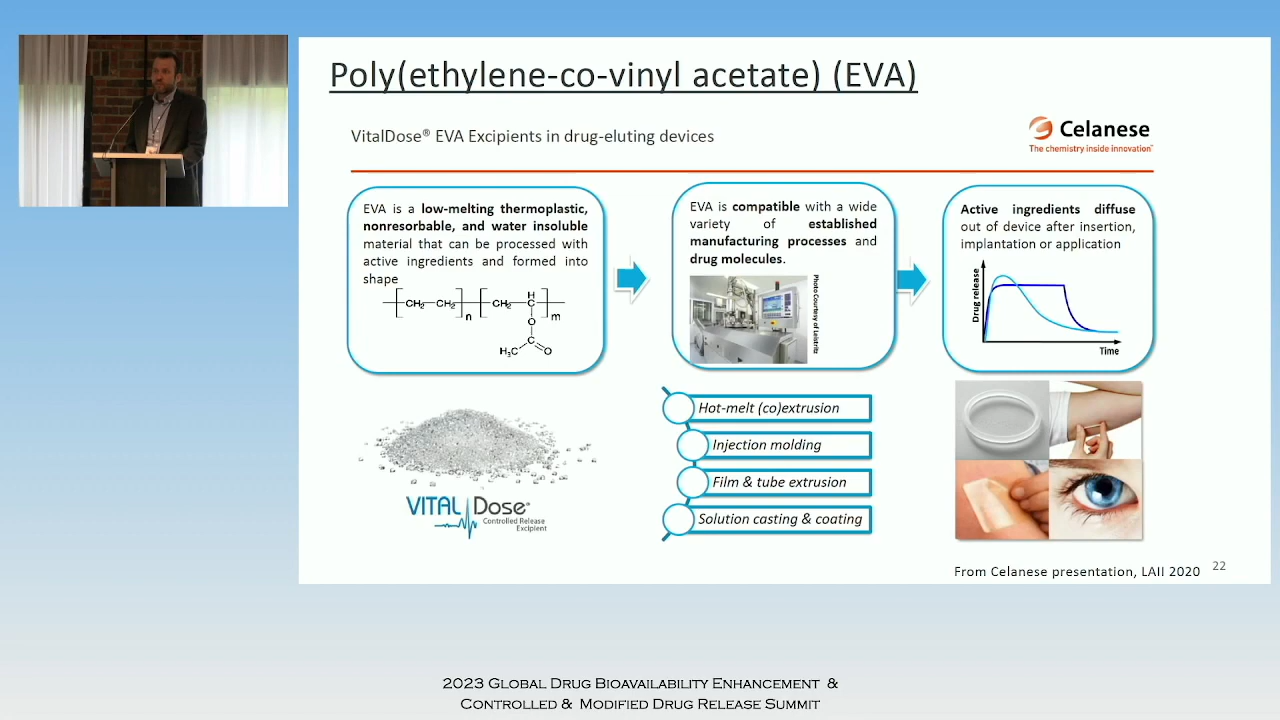 Poly(ethylene-co-vinyl acetate) (EVA)
VitalDose® EVA Excipients in drug-eluting devices
Celanese
The chemistry inside innovation™
EVA is a low-melting thermoplastic,
nonresorbable, and water insoluble
material that can be processed with
active ingredients and formed into
shape
CH2 CH2 n CH2 C H m
O
H3C C O
EVA is compatible with a wide
variety of established
manufacturing processes and
drug molecules.
Photo Courtesy of Leistritz
Active ingredients diffuse
out of device after insertion,
implantation or application
Drug release
Time
VITAL Dose®
Controlled Release
Excipient
Hot-melt (co)extrusion
Injection molding
Film & tube extrusion
Solution casting & coating
From Celanese presentation, LAII 2020
22
2023 Global Drug Bioavailability Enhancement &
Controlled & Modified Drug Release Summit